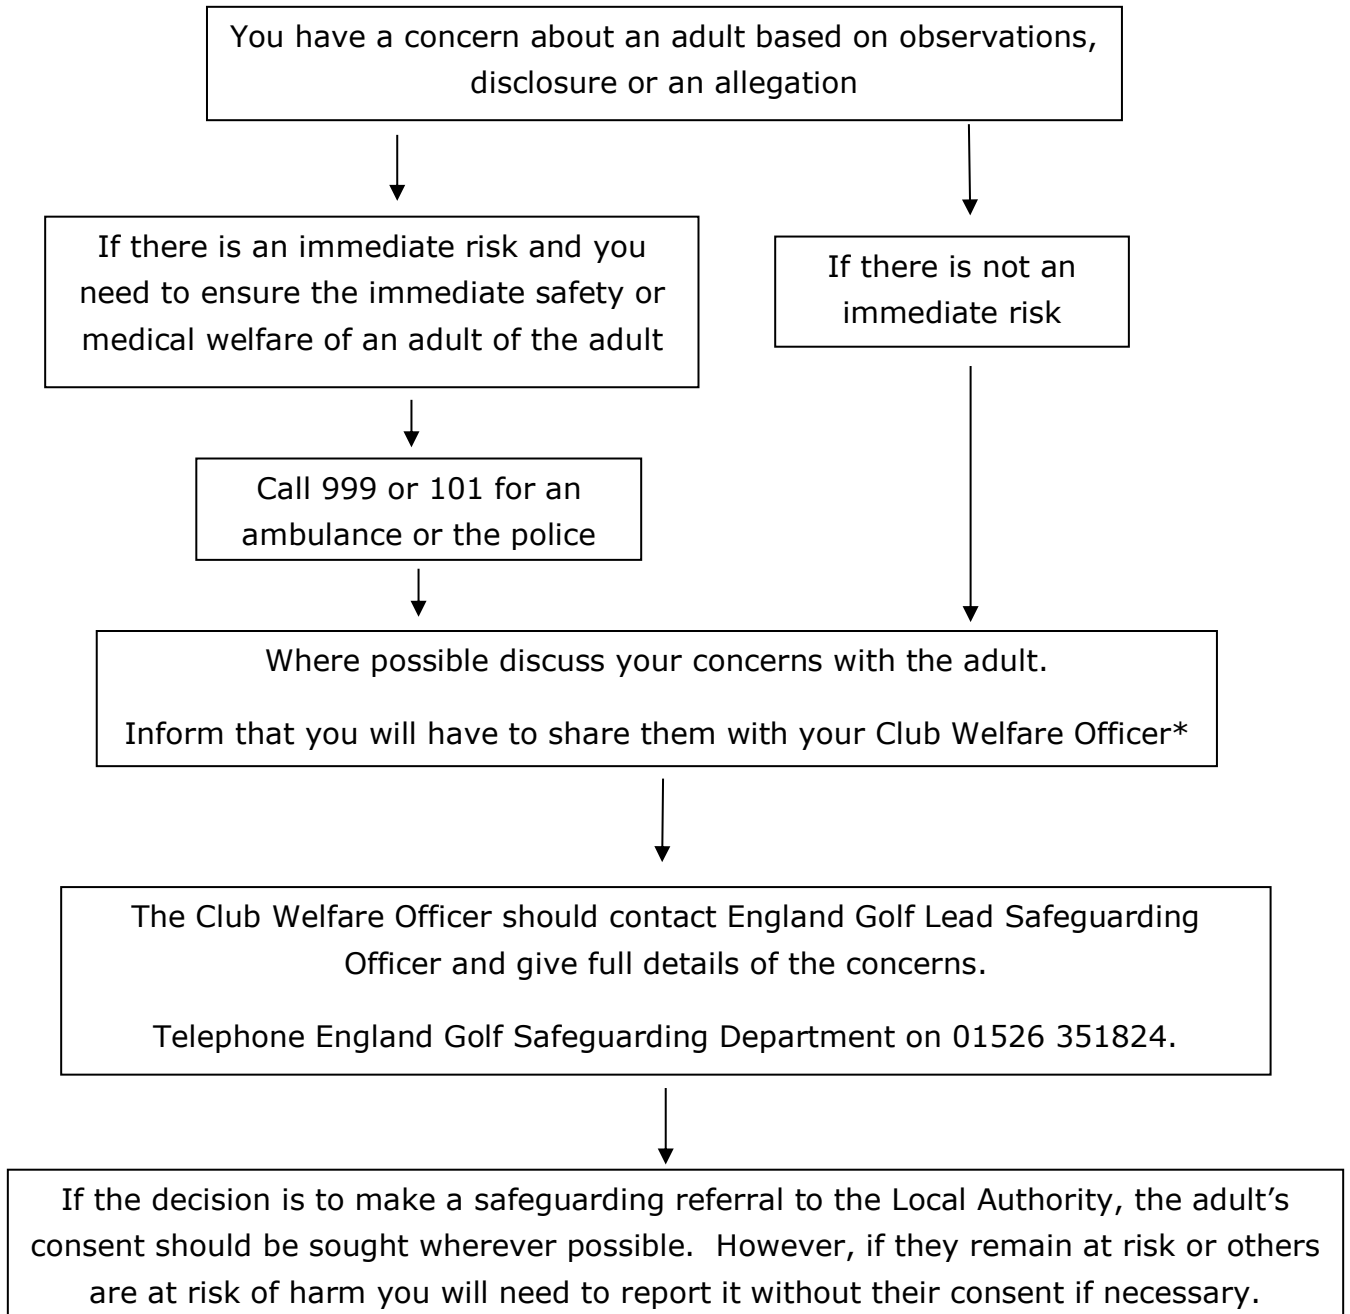 You have a concern about an adult based on observations,
disclosure or an allegation
If there is an immediate risk and you
need to ensure the immediate safety or
medical welfare of an adult of the adult
If there is not an
immediate risk
Call 999 or 101 for an
ambulance or the police
Where possible discuss your concerns with the adult.
Inform that you will have to share them with your Club Welfare Officer*
The Club Welfare Officer should contact England Golf Lead Safeguarding
Officer and give full details of the concerns.
Telephone England Golf Safeguarding Department on 01526 351824.
If the decision is to make a safeguarding referral to the Local Authority, the adult’s
consent should be sought wherever possible.  However, if they remain at risk or others
are at risk of harm you will need to report it without their consent if necessary.